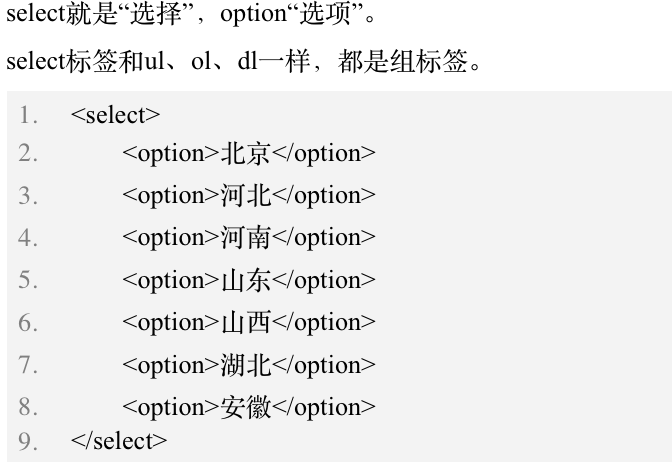 select就是“选择”，option“选项”。
select标签和ul、ol、dl一样，都是组标签。
1. <select>
2. <option>北京</option>
3. <option>河北</option>
4. <option>河南</option>
5. <option>山东</option>
6. <option>山西</option>
7. <option>湖北</option>
8. <option>安徽</option>
9. </select>